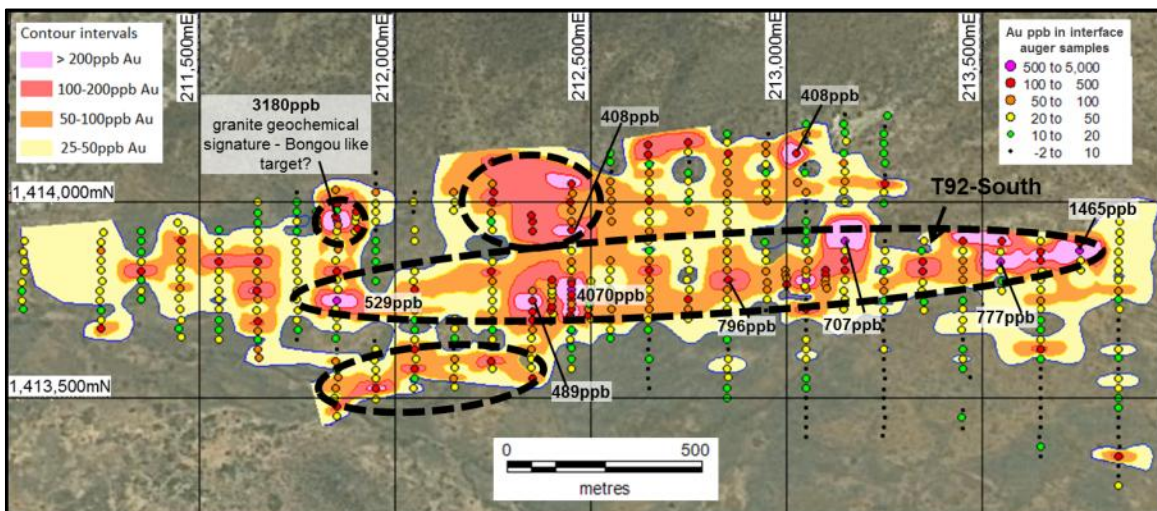 Contour intervals
> 200ppb Au
100-200ppb Au
50-100ppb Au
25-50ppb Au
211,500mE
212,000mE
212,500mE
213,000mE
213,500mE
Au ppb in interface
auger samples
500 to 5,000
100 to 500
50 to 100
20 to 50
10 to 20
-2 to 10
3180ppb
granite geochemical
signature - Bongou like
target?
408ppb
408ppb
1,414,000mN
T92-South
1465ppb
529ppb
4070ppb
796ppb
707ppb
777ppb
1,413,500mN
489ppb
0 500
metres